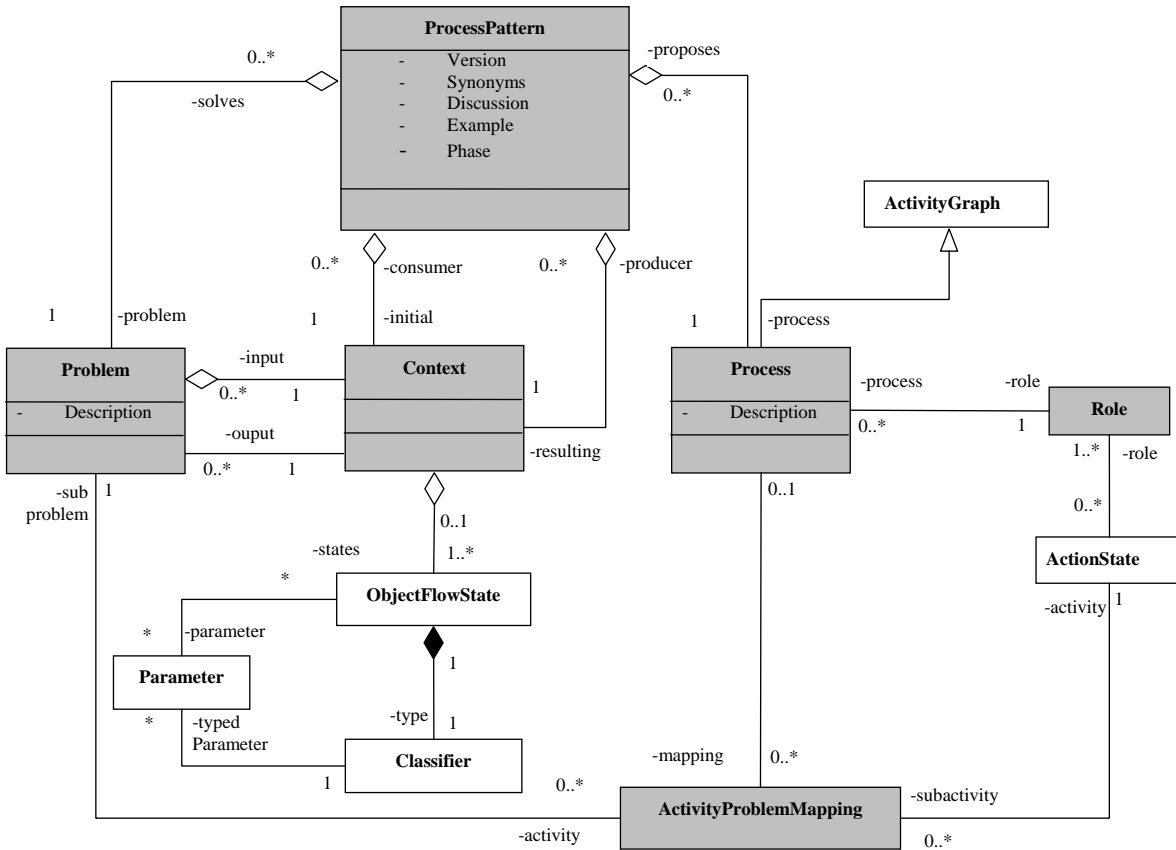 ProcessPattern
- Version
- Synonyms
- Discussion
- Example
- Phase
0..*
-solves
-proposes
0..*
ActivityGraph
0..*
-consumer
0..*
-producer
1
-problem
1
-initial
1
-process
Problem
- Description
-input
0..*
1
Context
1
-resulting
-ouput
0..*
1
Process
- Description
-process
0..*
-role
1
Role
1..*
-role
-sub
problem
1
0..1
0..1
0..*
1..*
-states
*
ObjectFlowState
ActionState
-activity
1
*
-parameter
Parameter
1
*
-typed
Parameter
-type
1
1
Classifier
-mapping
0..*
0..*
-activity
ActivityProblemMapping
-subactivity
0..*